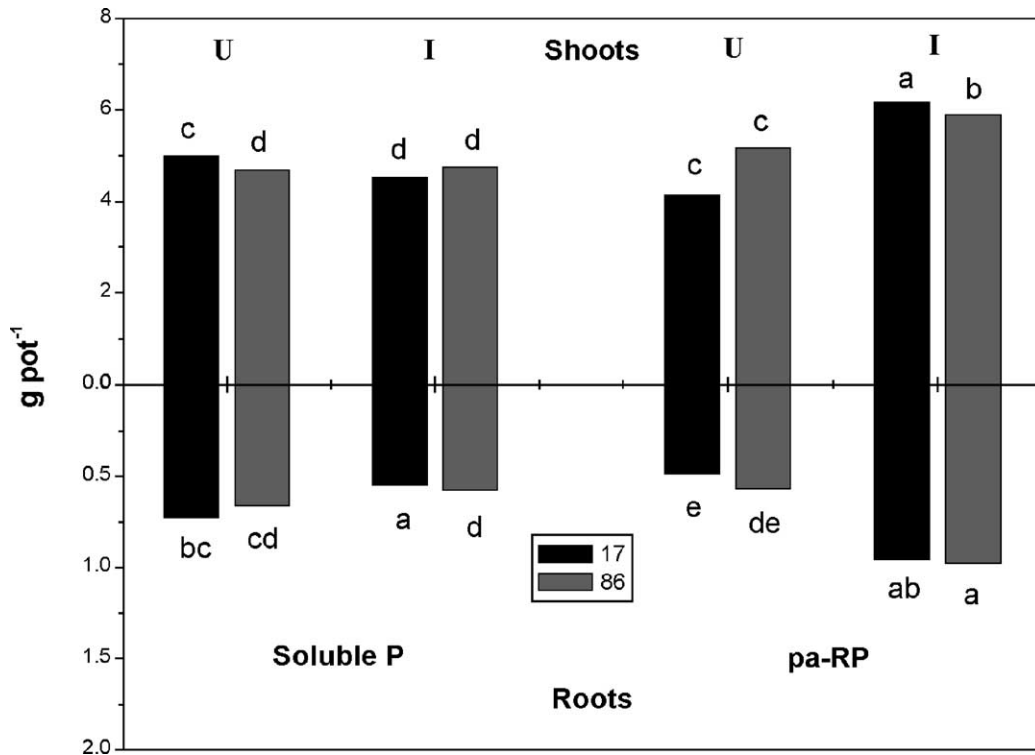 8
U I Shoots U I
a
6 c d d d c b
c
4
2
g pot-1
0.0
0.5
bc cd a d e de
17
86
1.0
ab a
1.5 Soluble P pa-RP
Roots
2.0